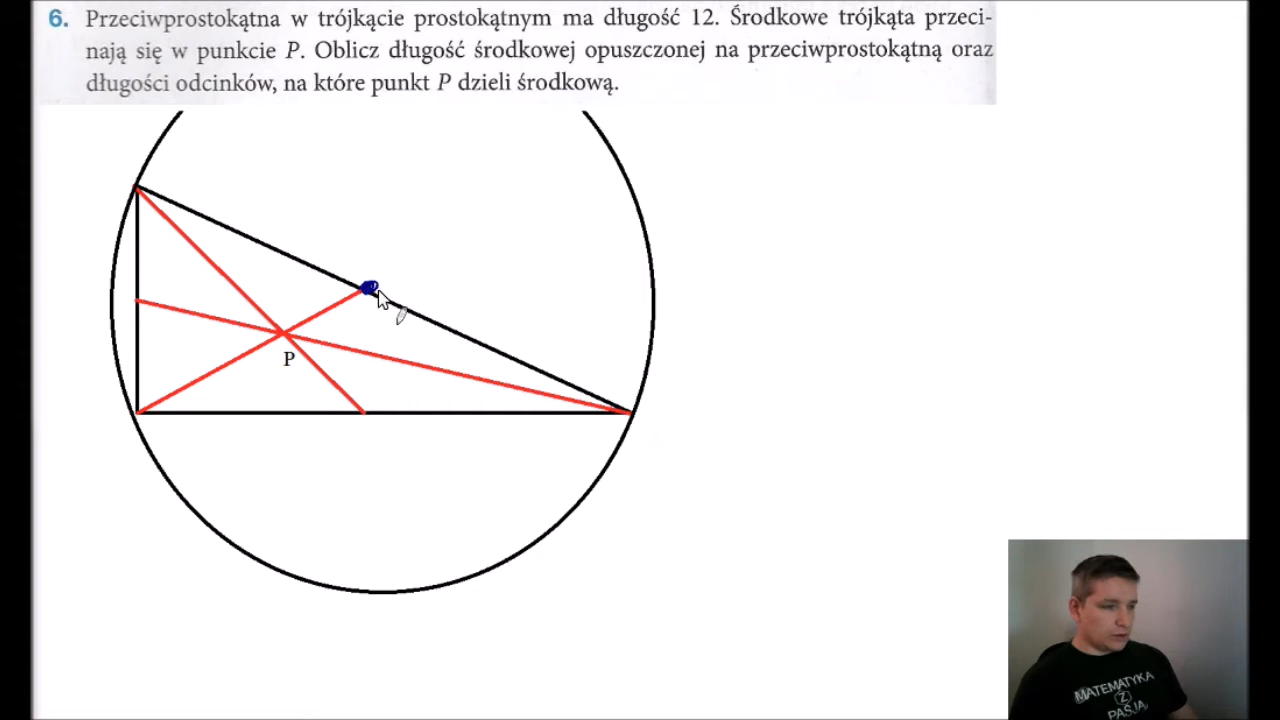 6. Przeciwprostokątna w trójkącie prostokątnym ma długość 12. Środkowe trójkąta przeci-
nają się w punkcie P. Oblicz długość środkowej opuszczonej na przeciwprostokątną oraz
długości odcinków, na które punkt P dzieli środkową.
P
MATEMATYKA
Z
PASJĄ